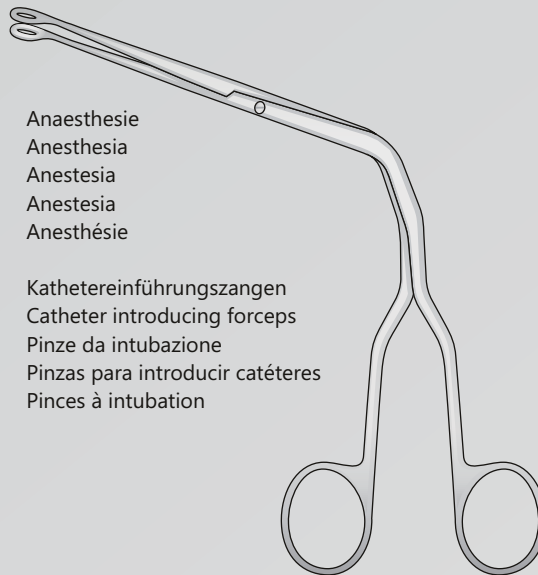 Anaesthesie
Anesthesia
Anestesia
Anestesia
Anesthésie
Kathetereinführungszangen
Catheter introducing forceps
Pinze da intubazione
Pinzas para introducir catéteres
Pinces à intubation